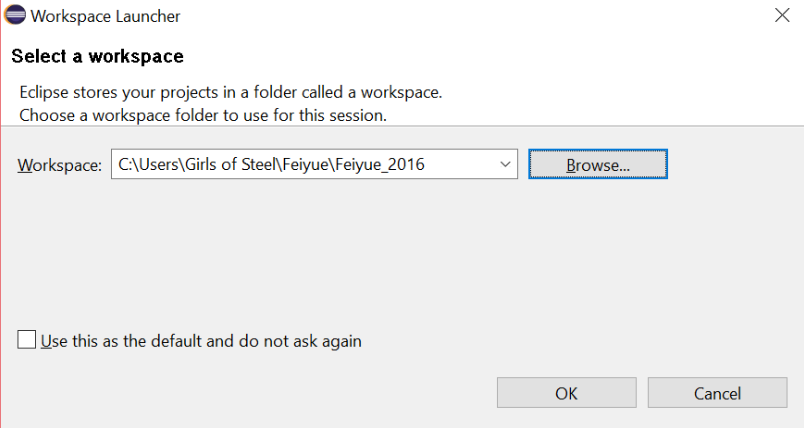 Workspace Launcher
Select a workspace
Eclipse stores your projects in a folder called a workspace.
Choose a workspace folder to use for this session.
Workspace: C:\Users\Girls of Steel\Feiyue\Feiyue_2016 Browse...
Use this as the default and do not ask again
OK Cancel